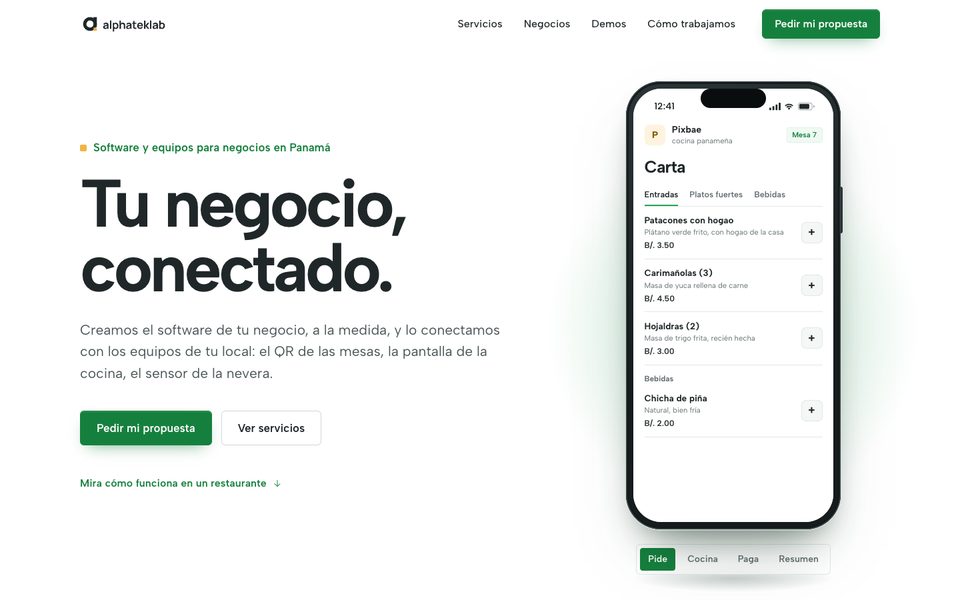 alphateklab
Servicios
Negocios
Demos
Cómo trabajamos
Pedir mi propuesta
Software y equipos para negocios en Panamá
Tu negocio,
conectado.
Creamos el software de tu negocio, a la medida, y lo conectamos
con los equipos de tu local: el QR de las mesas, la pantalla de la
cocina, el sensor de la nevera.
Pedir mi propuesta
Ver servicios
Mira cómo funciona en un restaurante ↓
12:41
P
Pixbae
cocina panameña
Mesa 7
Carta
Entradas
Platos fuertes
Bebidas
Patacones con hogao
Plátano verde frito, con hogao de la casa
B/. 3.50
+
Carimañolas (3)
Masa de yuca rellena de carne
B/. 4.50
+
Hojaldras (2)
Masa de trigo frita, recién hecha
B/. 3.00
+
Bebidas
Chicha de piña
Natural, bien fría
B/. 2.00
+
Pide
Cocina
Paga
Resumen